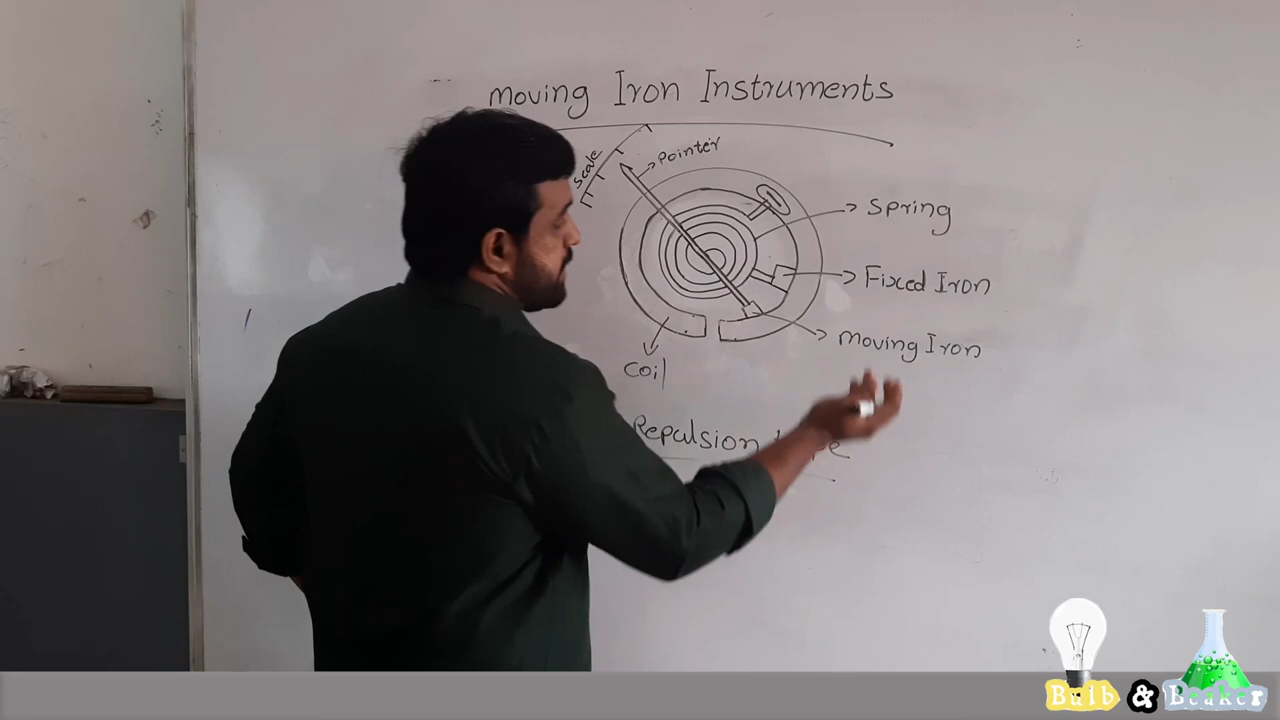 moving Iron Instruments
Scale
Pointer
Spring
Fixed Iron
moving Iron
Coil
Repulsion
Bulb & Beaker